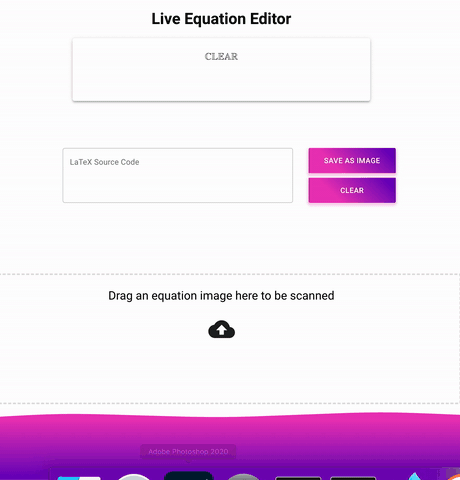 Live Equation Editor
CLEAR
LaTeX Source Code
SAVE AS IMAGE
CLEAR
Drag an equation image here to be scanned
Adobe Photoshop 2020